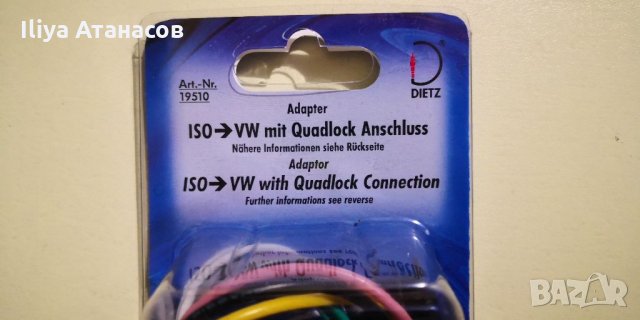 Iliya Атанасов
Art.-Nr.
19510
DIETZ
Adapter
ISO➔VW mit Quadlock Anschluss
Nähere Informationen siehe Rückseite
Adaptor
ISO➔VW with Quadlock Connection
Further informations see reverse
BAZAR